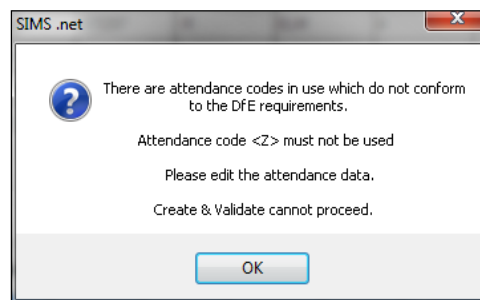 SIMS .net
There are attendance codes in use which do not conform
to the DfE requirements.
Attendance code <Z> must not be used
Please edit the attendance data.
Create & Validate cannot proceed.
OK